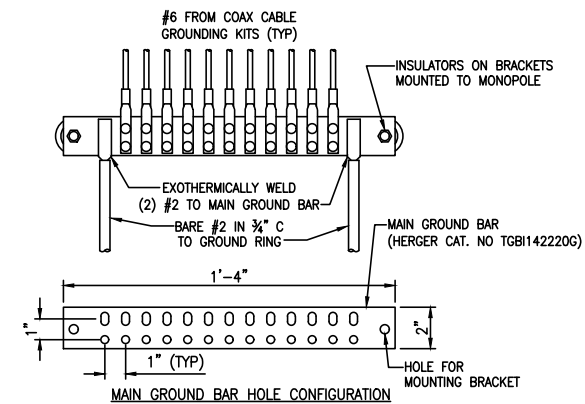 #6 FROM COAX CABLE
GROUNDING KITS (TYP)
INSULATORS ON BRACKETS
MOUNTED TO MONOPOLE
EXOTHERMICALLY WELD
(2) #2 TO MAIN GROUND BAR
BARE #2 IN ¾" C
TO GROUND RING
MAIN GROUND BAR
(HERGER CAT. NO TGBI142220G)
1'-4"
1"
2"
1" (TYP)
HOLE FOR
MOUNTING BRACKET
MAIN GROUND BAR HOLE CONFIGURATION